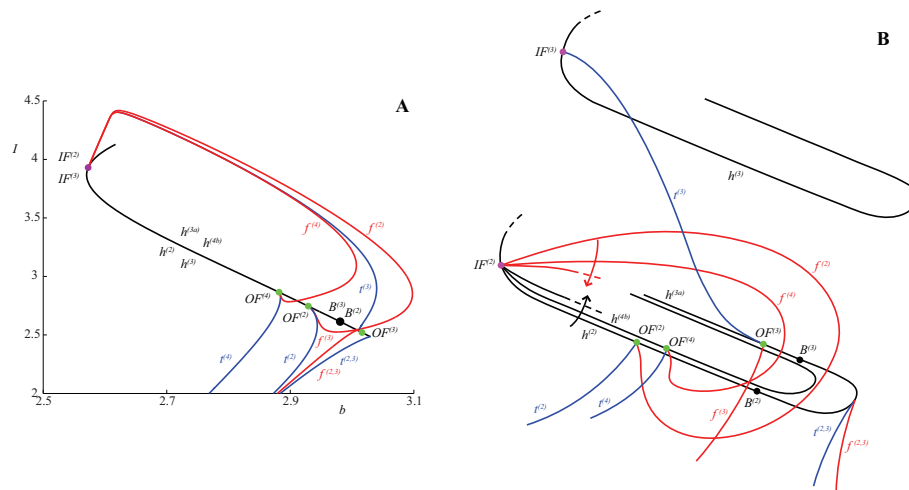 A
I
4.5
4
3.5
3
2.5
2
2.5
2.7
2.9
3.1
b
IF^(2)
IF^(3)
h^(3a)
h^(4b)
h^(2)
h^(3)
f^(4)
f^(2)
t^(3)
OF^(4)
OF^(2)
B^(3)
B^(2)
OF^(3)
f^(3)
t^(2,3)
f^(2,3)
t^(4)
t^(2)
B
IF^(3)
h^(3)
t^(3)
IF^(2)
f^(2)
h^(3a)
f^(4)
h^(4b)
h^(2)
OF^(2)
OF^(4)
OF^(3)
B^(3)
B^(2)
t^(2)
t^(4)
f^(3)
t^(2,3)
f^(2,3)